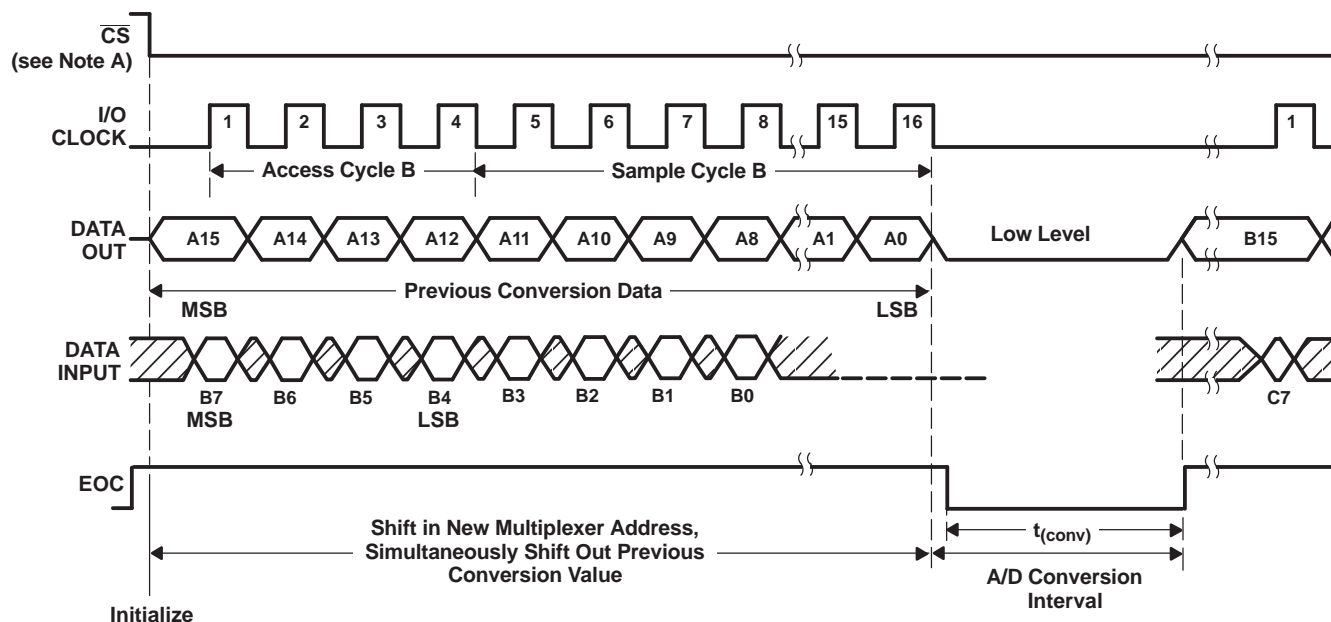 CS
(see Note A)
I/O
CLOCK
1 2 3 4 5 6 7 8 15 16 1
Access Cycle B
Sample Cycle B
DATA
OUT
A15 A14 A13 A12 A11 A10 A9 A8 A1 A0
Low Level
B15
Previous Conversion Data
MSB
LSB
DATA
INPUT
B7 B6 B5 B4 B3 B2 B1 B0 C7
MSB
LSB
EOC
Shift in New Multiplexer Address,
Simultaneously Shift Out Previous
Conversion Value
t(conv)
A/D Conversion
Interval
Initialize